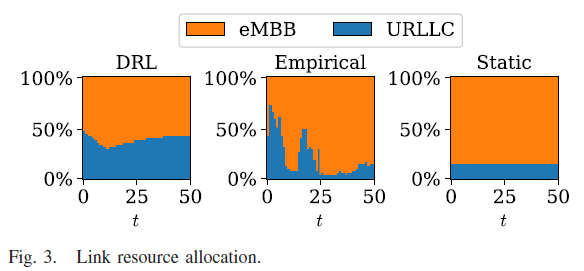 eMBB URLLC
DRL Empirical Static
100% 100% 100%
50% 50% 50%
0% 0% 0%
0 25 50 0 25 50 0 25 50
t t t
Fig. 3. Link resource allocation.